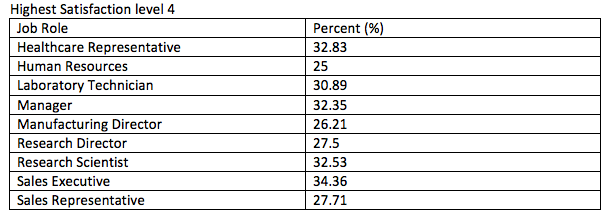 Highest Satisfaction level 4
Job Role Percent (%)
Healthcare Representative 32.83
Human Resources 25
Laboratory Technician 30.89
Manager 32.35
Manufacturing Director 26.21
Research Director 27.5
Research Scientist 32.53
Sales Executive 34.36
Sales Representative 27.71